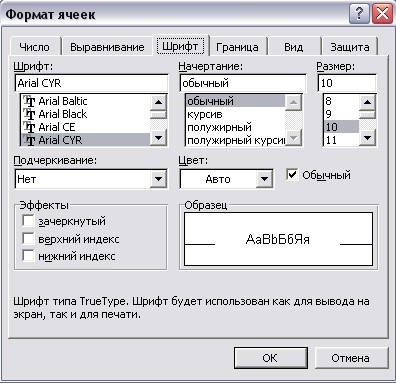 Формат ячеек
Число Выравнивание Шрифт Граница Вид Защита
Шрифт: Начертание: Размер:
Arial CYR обычный 10
Arial Baltic обычный 8
Arial Black курсив 9
Arial CE полужирный 10
Arial CYR полужирный курсив 11
Подчеркивание: Цвет:
Нет Авто Обычный
Эффекты Образец
зачеркнутый
верхний индекс АаBbБбЯя
нижний индекс
Шрифт типа TrueType. Шрифт будет использован как для вывода на
экран, так и для печати.
OK Отмена